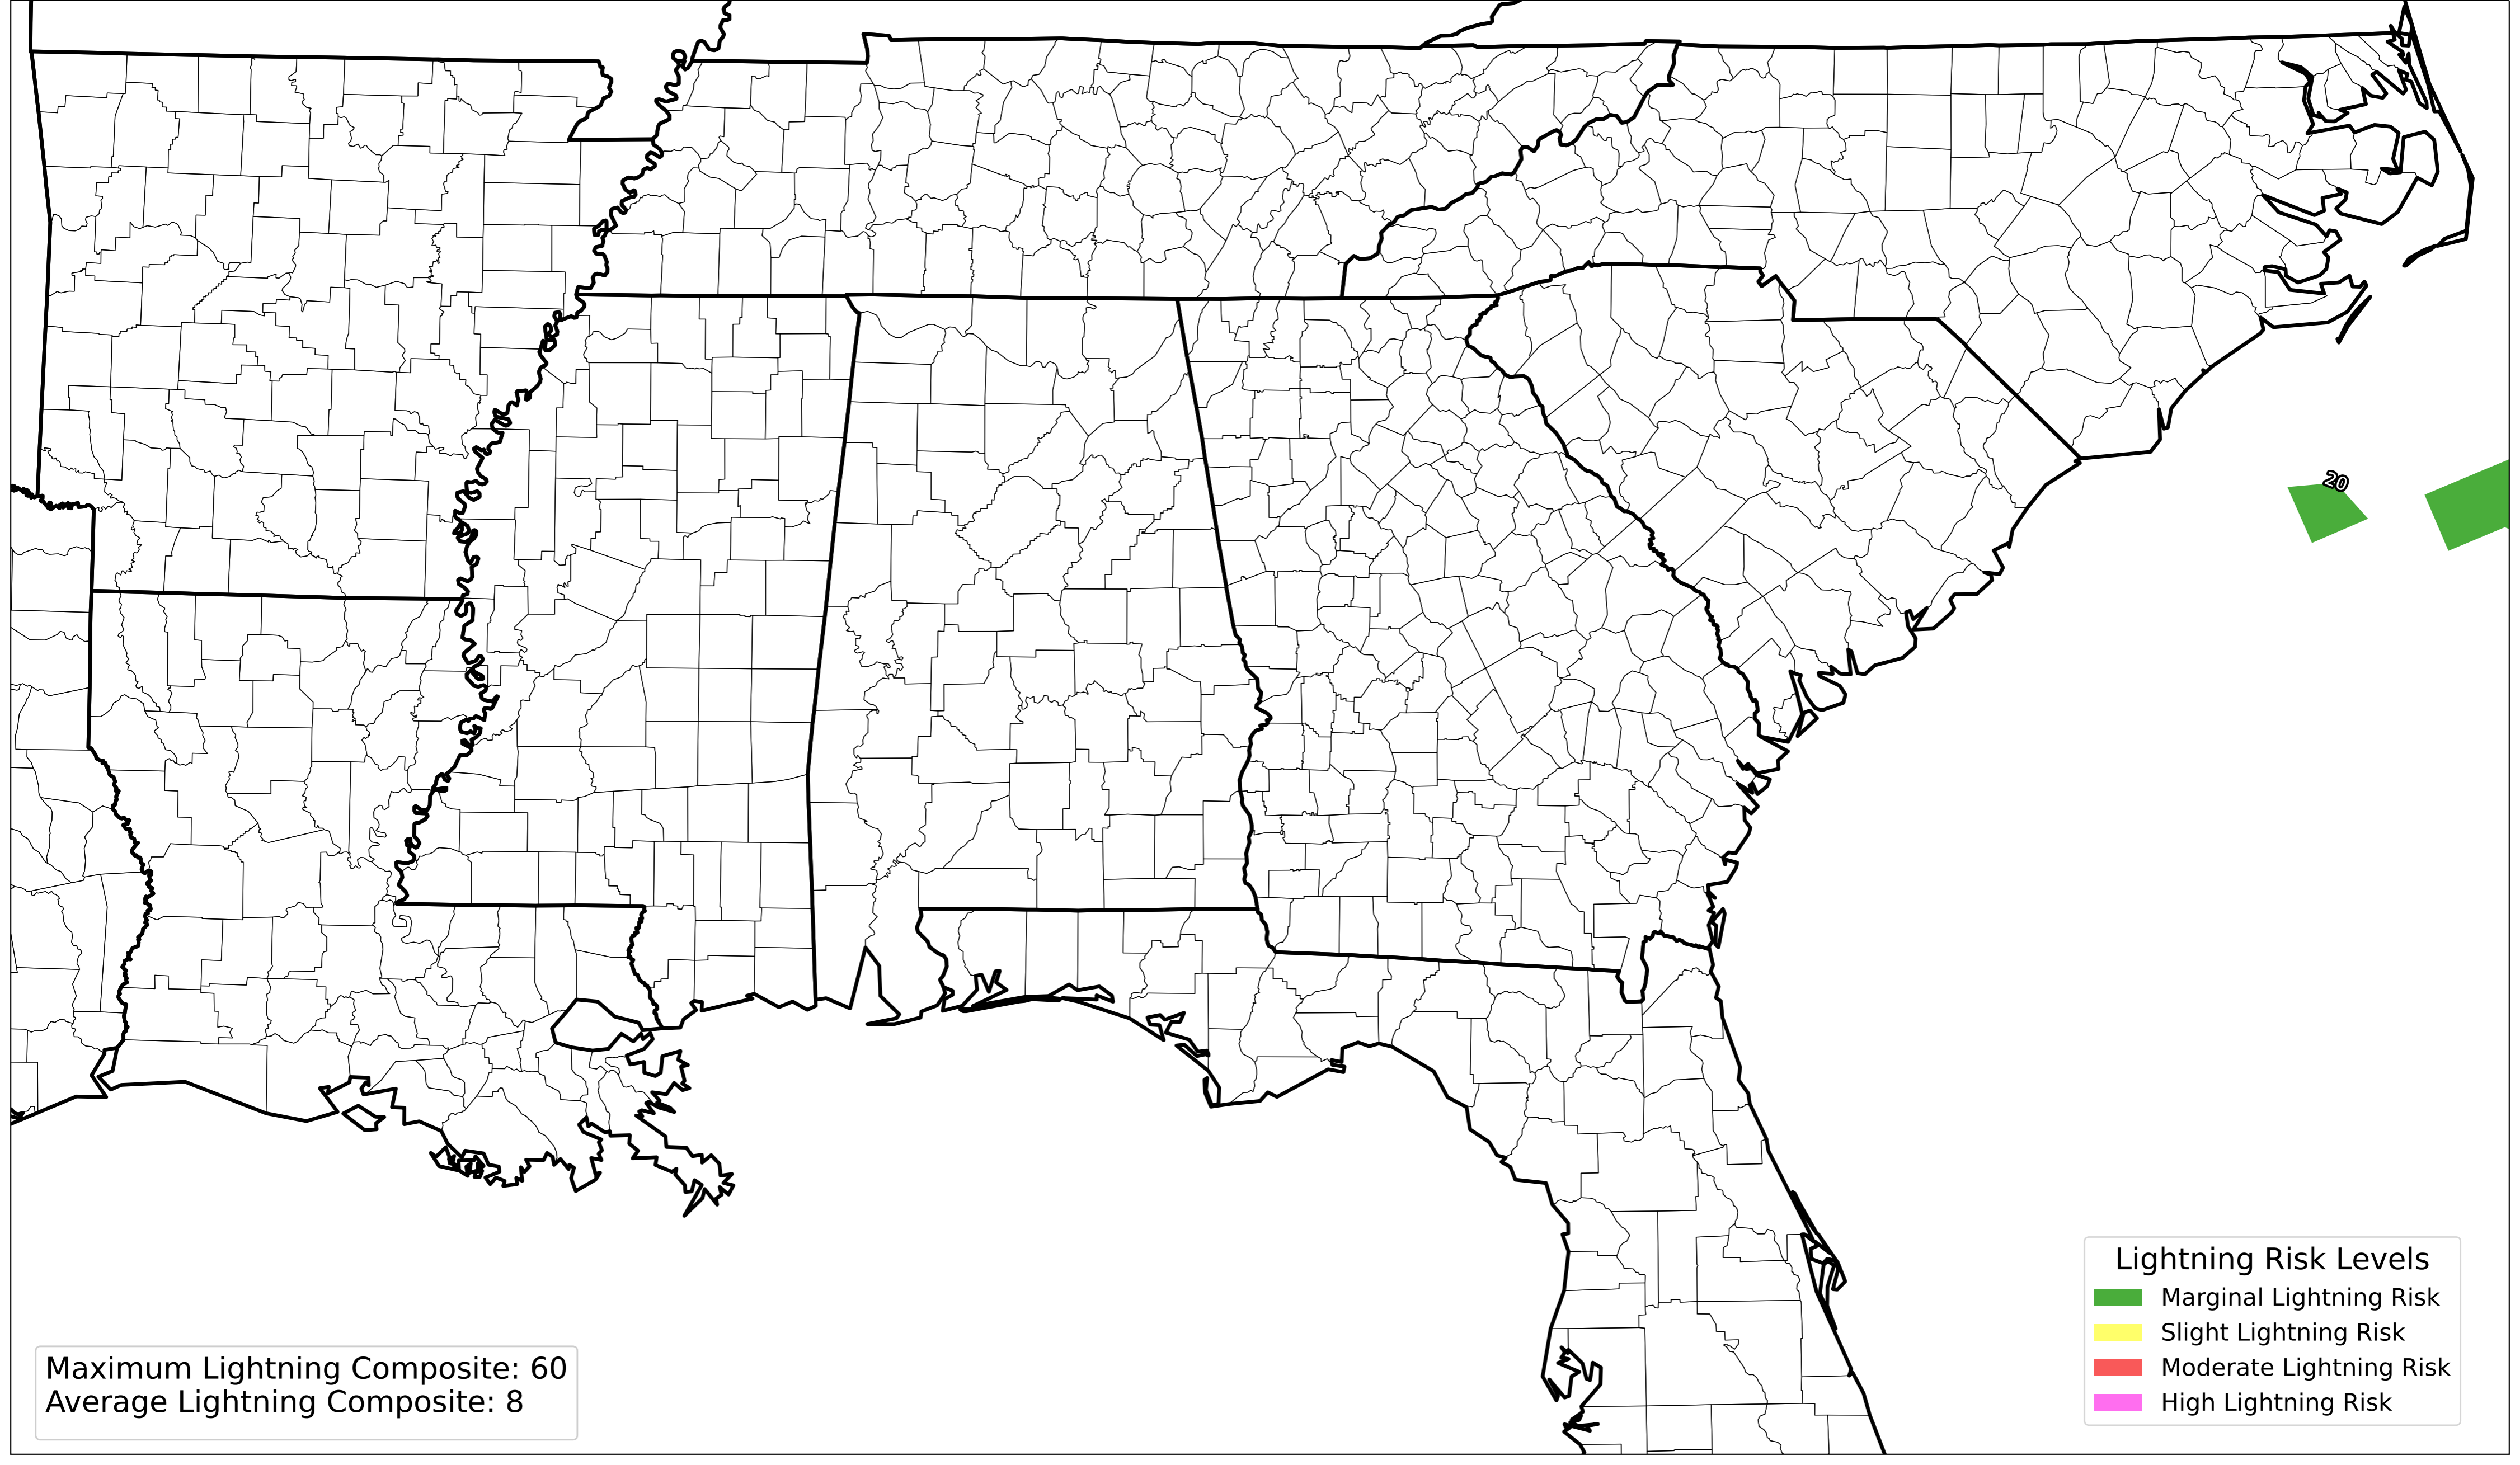 20
Lightning Risk Levels
Marginal Lightning Risk
Slight Lightning Risk
Moderate Lightning Risk
High Lightning Risk
Maximum Lightning Composite: 60
Average Lightning Composite: 8